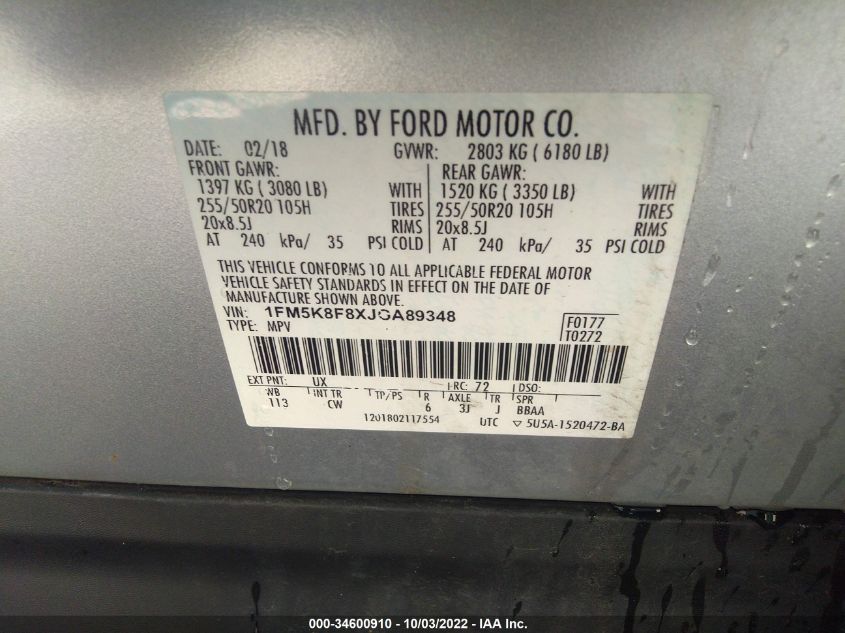 MFD. BY FORD MOTOR CO.
DATE: 02/18 GVWR: 2803 KG ( 6180 LB)
FRONT GAWR: REAR GAWR:
1397 KG ( 3080 LB) WITH 1520 KG ( 3350 LB) WITH
255/50R20 105H TIRES 255/50R20 105H TIRES
20x8.5J RIMS 20x8.5J RIMS
AT 240 kPa/ 35 PSI COLD AT 240 kPa/ 35 PSI COLD
THIS VEHICLE CONFORMS TO ALL APPLICABLE FEDERAL MOTOR
VEHICLE SAFETY STANDARDS IN EFFECT ON THE DATE OF
MANUFACTURE SHOWN ABOVE.
VIN: 1FM5K8F8XJGA89348 F0177
TYPE: MPV T0272
EXT PNT: UX RC: 72 DSO:
WB INT TR TP/PS R AXLE TR SPR
113 CW 6 3J J BBAA
1201802117554 UTC ▽ 5U5A-1520472-BA
000-34600910 - 10/03/2022 - IAA Inc.